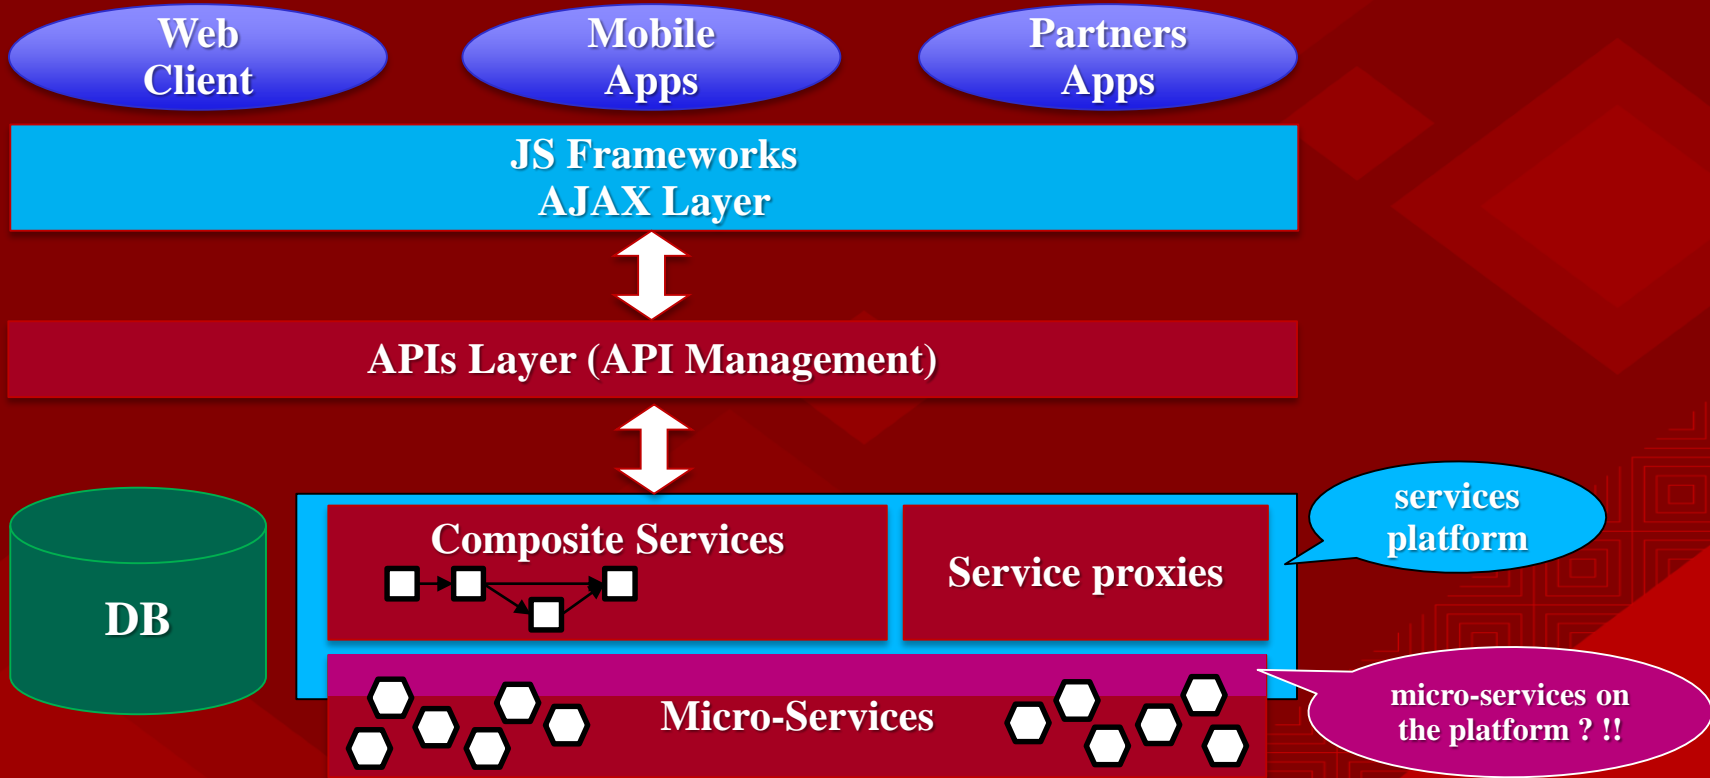 Web
Client
Mobile
Apps
Partners
Apps
JS Frameworks
AJAX Layer
APIs Layer (API Management)
services
platform
Composite Services
Service proxies
DB
Micro-Services
micro-services on
the platform ? !!